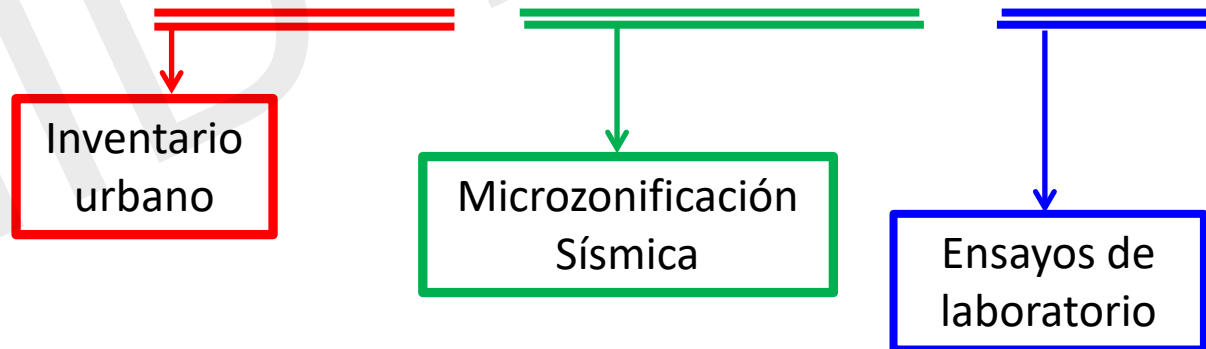 Inventario
urbano
Microzonificación
Sísmica
Ensayos de
laboratorio